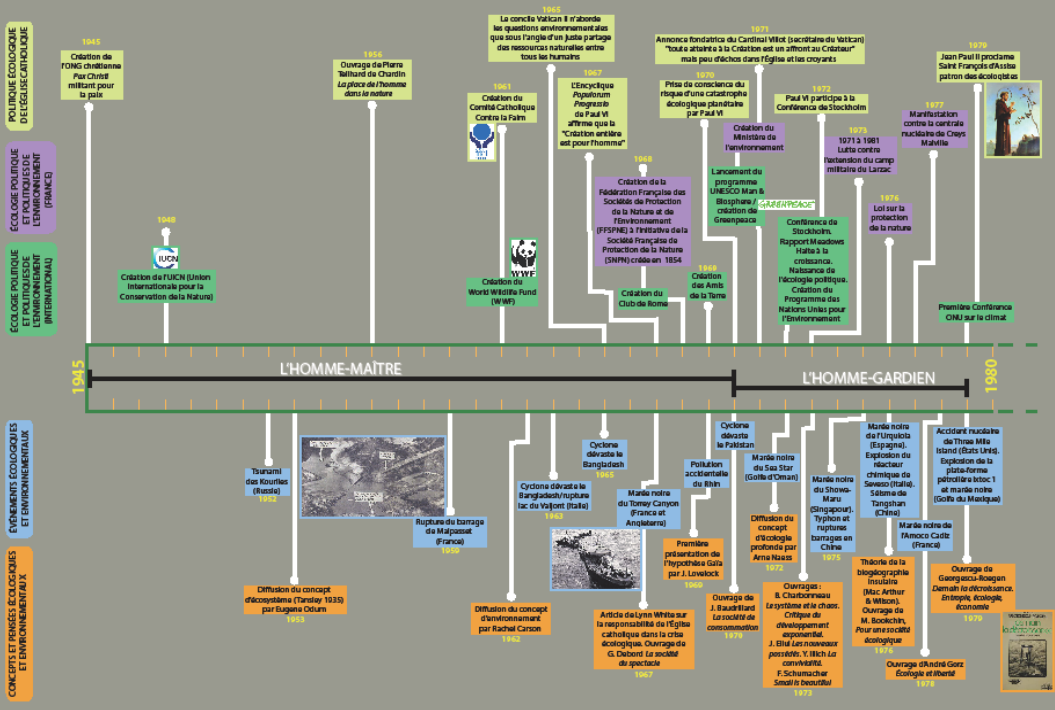 POLITIQUE ÉCOLOGIQUE
DE L'ÉGLISE CATHOLIQUE
ÉCOLOGIE POLITIQUE
ET POLITIQUES DE
L'ENVIRONNEMENT
(FRANCE)
ÉCOLOGIE POLITIQUE
ET POLITIQUES DE
L'ENVIRONNEMENT
(INTERNATIONAL)
1945
Création de
l'ONG chrétienne
Pax Christi
militant pour
la paix
1956
Ouvrage de Pierre
Teilhard de Chardin
La place de l'homme
dans la nature
1961
Création du
Comité Catholique
Contre la Faim
1965
Le concile Vatican II n'aborde
les questions environnementales
que sous l'angle d'un juste partage
des ressources naturelles entre
tous les humains
1967
L'Encyclique
Populorum
Progressio
de Paul VI
affirme que la
"Création entière
est pour l'homme"
1971
Annonce fondatrice du Cardinal Villot (secrétaire du Vatican)
"toute atteinte à la Création est un affront au Créateur"
mais peu d'échos dans l'Église et les croyants
1970
Prise de conscience du
risque d'une catastrophe
écologique planétaire
par Paul VI
1972
Paul VI participe à la
Conférence de Stockholm
1979
Jean Paul II proclame
Saint François d'Assise
patron des écologistes
1968
Création de la
Fédération Française des
Sociétés de Protection
de la Nature et de
l'Environnement
(FFSPNE) à l'initiative de la
Société Française de
Protection de la Nature
(SNPN) créée en 1854
Création du
Ministère de
l'environnement
1973
1971 à 1981
Lutte contre
l'extension du camp
militaire du Larzac
1977
Manifestation
contre la centrale
nucléaire de Creys
Malville
1976
Loi sur la
protection
de la nature
1948
IUCN
Création de l'UICN (Union
Internationale pour la
Conservation de la Nature)
WWF
Création du
World Wildlife Fund
(WWF)
Création du
Club de Rome
1969
Création
des Amis
de la Terre
Lancement du
programme
UNESCO Man &
Biosphere /
création de
Greenpeace
GREENPEACE
Conférence de
Stockholm.
Rapport Meadows
Halte à la
croissance.
Naissance de
l'écologie politique.
Création du
Programme des
Nations Unies pour
l'Environnement
Première Conférence
ONU sur le climat
1945
L'HOMME-MAÎTRE
L'HOMME-GARDIEN
1980
ÉVÉNEMENTS ÉCOLOGIQUES
ET ENVIRONNEMENTAUX
CONCEPTS ET PENSÉES ÉCOLOGIQUES
ET ENVIRONNEMENTAUX
Tsunami
des Kouriles
(Russie)
1952
Rupture du barrage
de Malpasset
(France)
1959
Cyclone dévaste le
Bangladesh/rupture
lac du Vaijont (Italie)
1963
Cyclone
dévaste le
Bangladesh
1965
Marée noire
du Torrey Canyon
(France et
Angleterre)
Pollution
accidentelle
du Rhin
Cyclone
dévaste
le Pakistan
Marée noire
du Sea Star
(Golfe d'Oman)
Marée noire
du Showa-
Maru
(Singapour).
Typhon et
ruptures
barrages en
Chine
1975
Marée noire
de l'Urquiola
(Espagne).
Explosion du
réacteur
chimique de
Seveso (Italie).
Séisme de
Tangshan
(Chine)
Marée noire de
l'Amoco Cadiz
(France)
Accident nucéaire
de Three Mile
Island (États Unis).
Explosion de la
plate-forme
pétrolière Ixtoc 1
et marée noire
(Golfe du Mexique)
Diffusion du concept
d'écosystème (Tansley 1935)
par Eugene Odum
1953
Diffusion du concept
d'environnement
par Rachel Carson
1962
Article de Lynn White sur
la responsabilité de l'Église
catholique dans la crise
écologique. Ouvrage de
G. Debord La société
du spectacle
1967
Première
présentation de
l'hypothèse Gaïa
par J. Lovelock
1969
Ouvrage de
J. Baudrillard
La société de
consommation
1970
Diffusion du
concept
d'écologie
profonde par
Arne Naess
1972
Ouvrages :
B. Charbonneau
Le système et le chaos.
Critique du
développement
exponentiel.
J. Ellul Les nouveaux
possédés. Y. Illich La
convivialité.
F. Schumacher
Small is beautiful
1973
Théorie de la
biogéographie
insulaire
(Mac Arthur
& Wilson).
Ouvrage de
M. Bookchin,
Pour une société
écologique
1976
Ouvrage d'André Gorz
Écologie et liberté
1978
Ouvrage de
Georgescu-Roegen
Demain la décroissance.
Entropie, écologie,
économie
1979